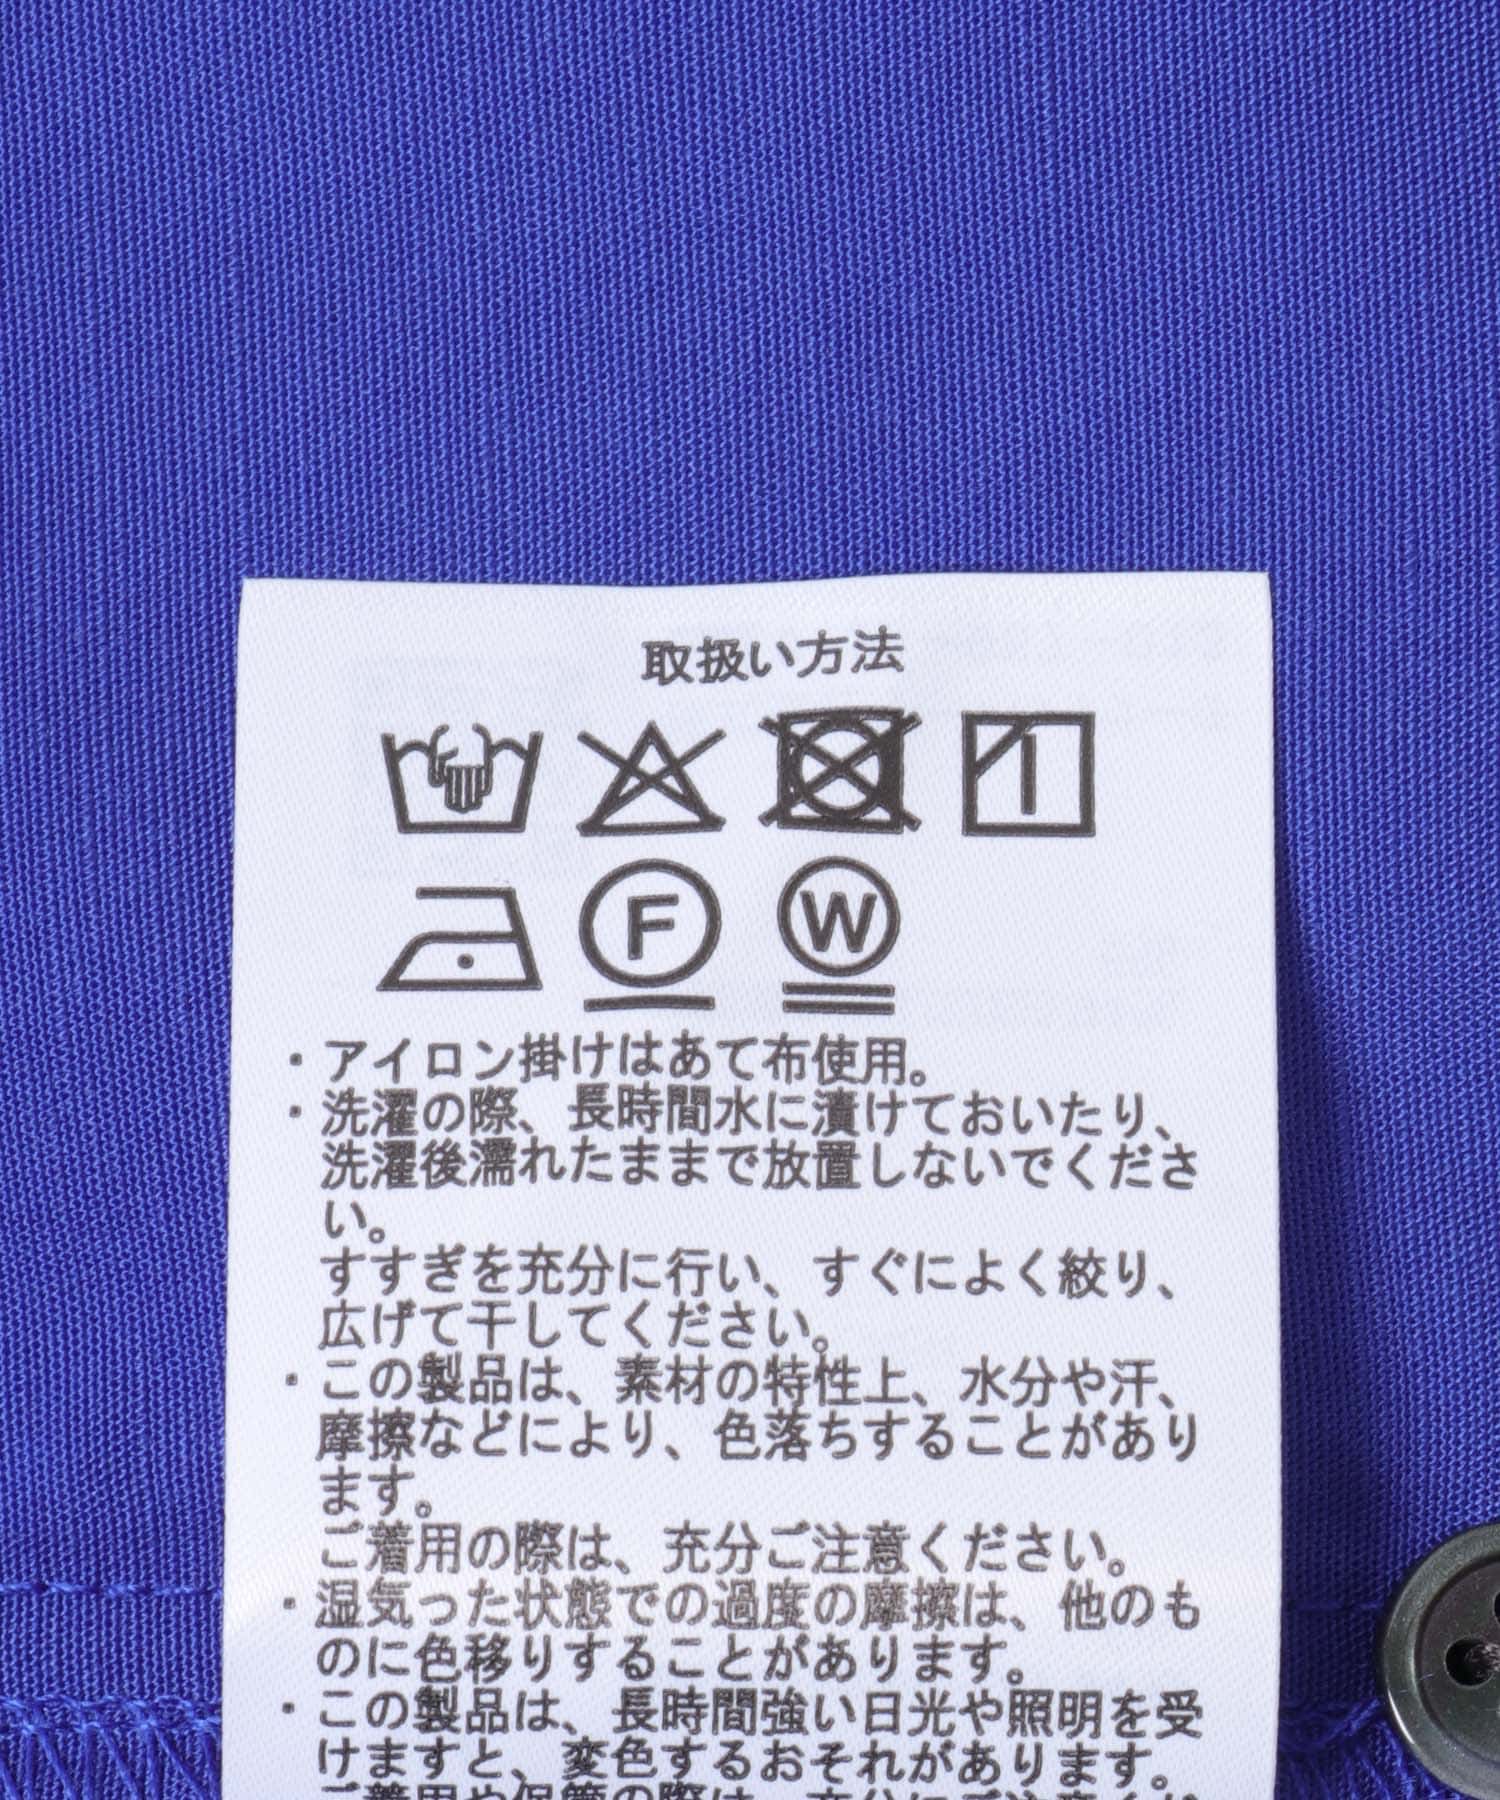 取扱い方法
F W
・アイロン掛けはあて布使用。
・洗濯の際、長時間水に漬けておいたり、
洗濯後濡れたままで放置しないでくださ
い。
すすぎを充分に行い、すぐによく絞り、
広げて干してください。
・この製品は、素材の特性上、水分や汗、
摩擦などにより、色落ちすることがあり
ます。
ご着用の際は、充分ご注意ください。
・湿気った状態での過度の摩擦は、他のも
のに色移りすることがあります。
・この製品は、長時間強い日光や照明を受
けますと、変色するおそれがあります。